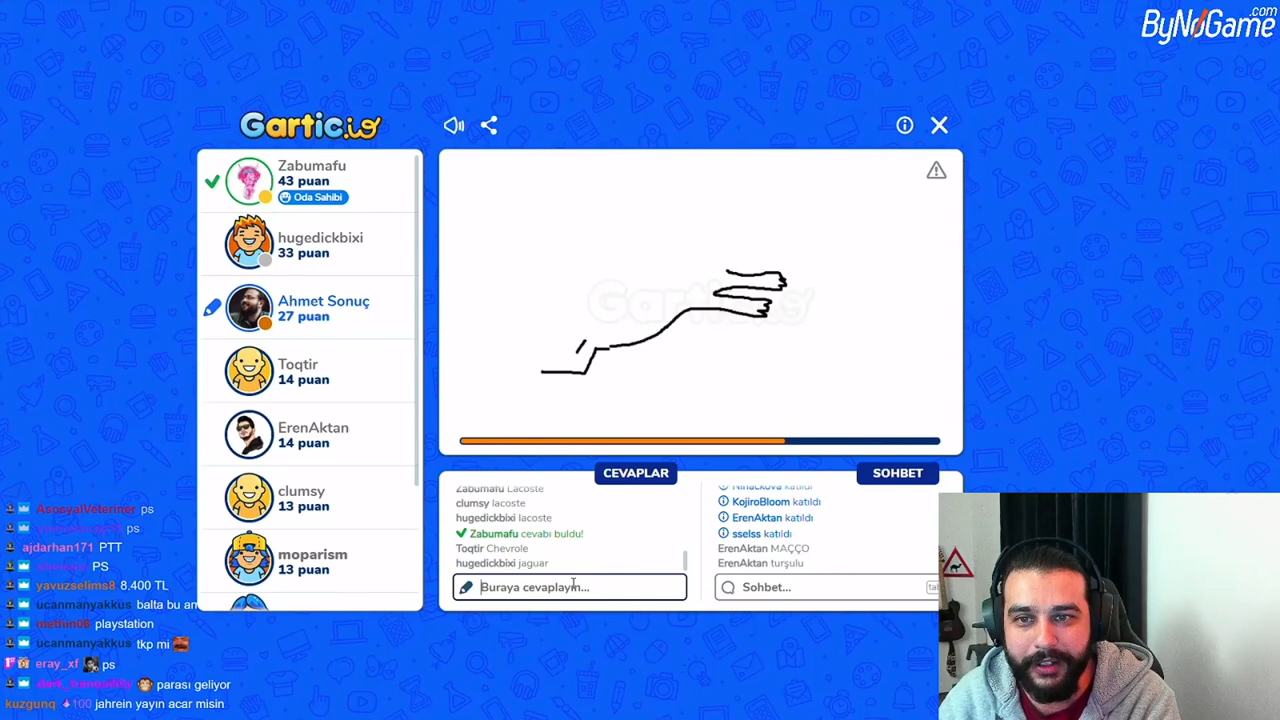 ByNoGame.com
Gartic.io
Zabumafu
43 puan
Oda Sahibi
hugedickbixi
33 puan
Ahmet Sonuç
27 puan
Toqtir
14 puan
ErenAktan
14 puan
clumsy
13 puan
moparism
13 puan
Gartic.io
CEVAPLAR
Zabumafu Lacoste
clumsy lacoste
hugedickbixi lacoste
Zabumafu cevabı buldu!
Toqtir Chevrole
hugedickbixi jaguar
Buraya cevaplayın...
SOHBET
KojiroBloom katıldı
ErenAktan katıldı
sselss katıldı
ErenAktan MAÇÇO
ErenAktan turşulu
Sohbet...
AsosyalVeteriner ps
ps
ajdarhan171 PTT
PS
yavuzselims8 8.400 TL
ucanmanyakkus balta bu am
playstation
ucanmanyakkus tkp mi
eray_xf ps
parası geliyor
kuzgunq 100 jahrein yayın acar misin